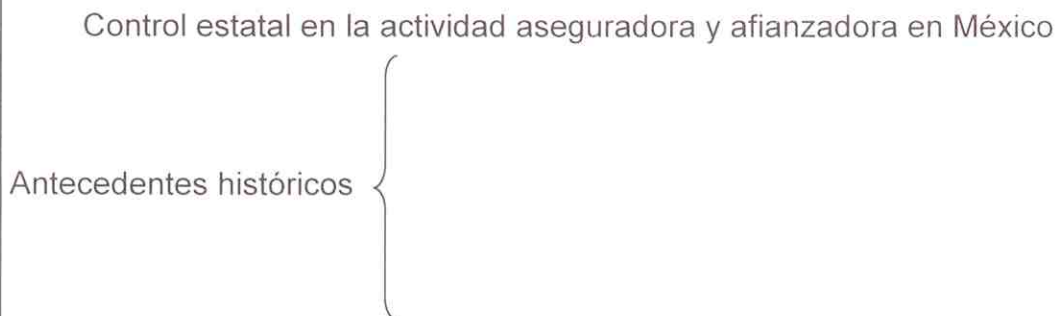 Control estatal en la actividad aseguradora y afianzadora en México
Antecedentes históricos